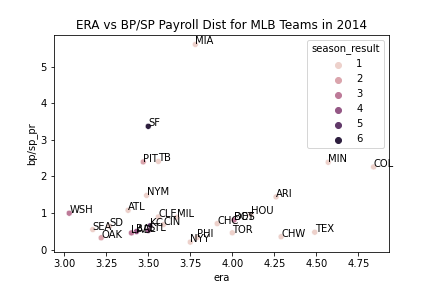 ERA vs BP/SP Payroll Dist for MLB Teams in 2014
MIA
season_result
1
2
3
4
5
6
SF
PIT
TB
MIN
COL
NYM
ARI
WSH
ATL
CLE
MIL
HOU
SEA
SD
KC
CIN
CHC
OAK
LAD
STL
PHI
NYY
TOR
CHW
TEX
5
4
3
2
1
0
bp/sp_pr
3.00
3.25
3.50
3.75
4.00
4.25
4.50
4.75
era